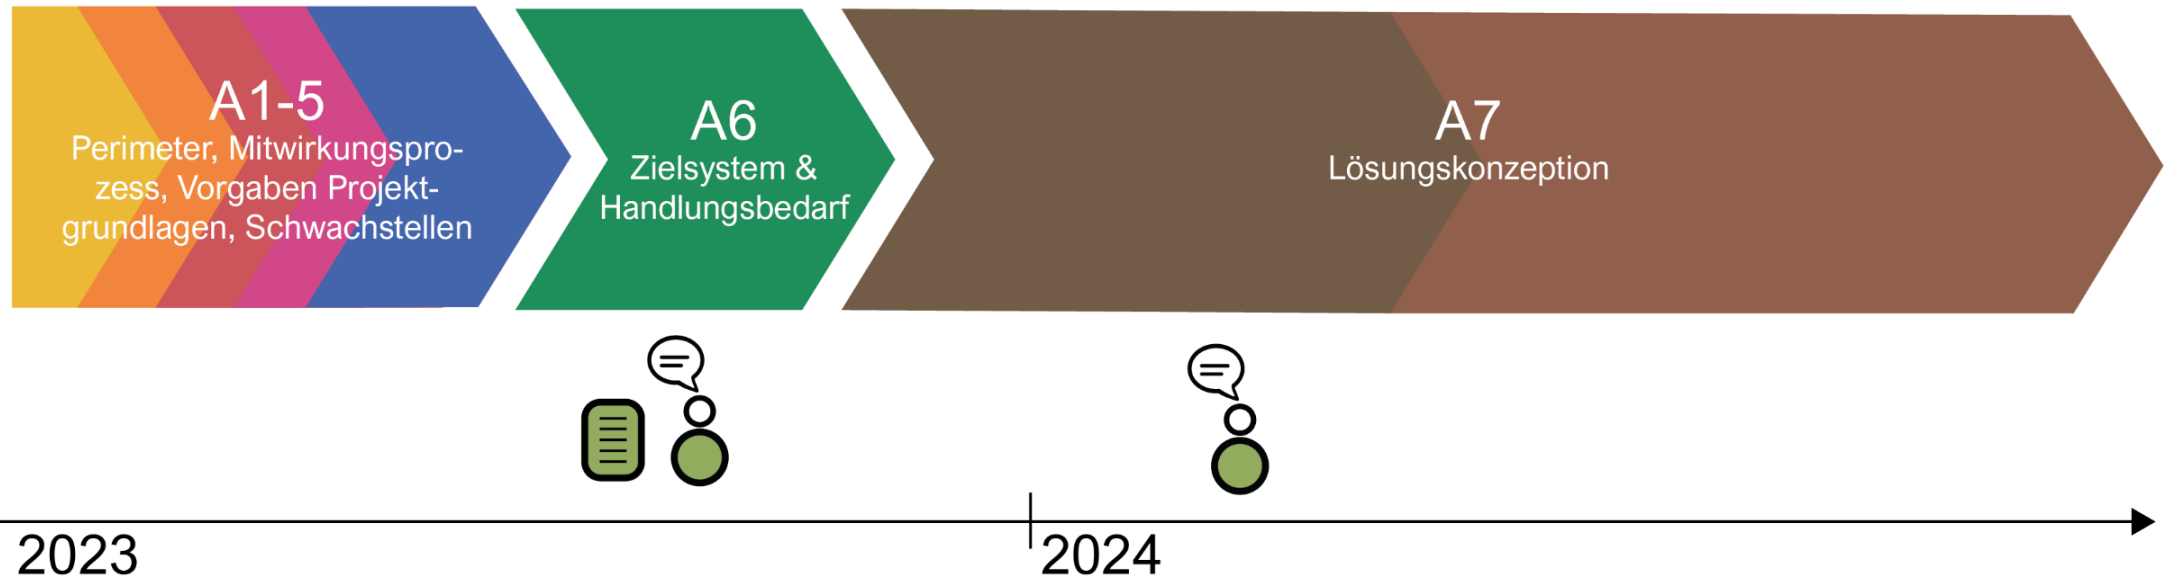 A1-5
Perimeter, Mitwirkungspro-
zess, Vorgaben Projekt-
grundlagen, Schwachstellen
A6
Zielsystem &
Handlungsbedarf
A7
Lösungskonzeption
2023
2024